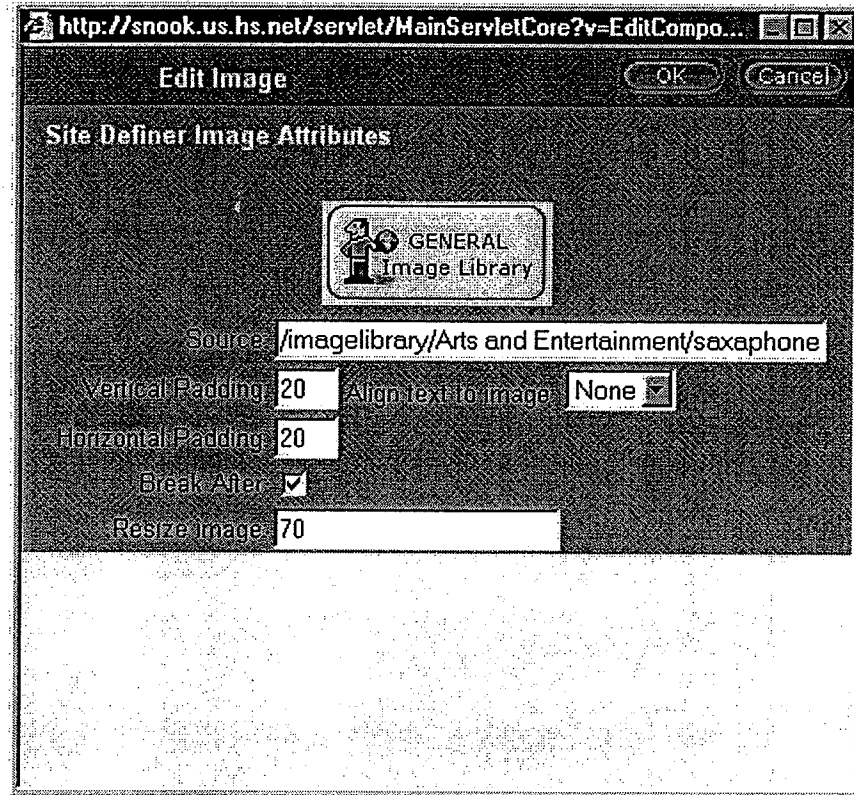 http://snook.us.hs.net/servlet/MainServletCore?v=EditCompo...
Edit Image OK Cancel
Site Definer Image Attributes
GENERAL
Image Library
Source: /imagelibrary/Arts and Entertainment/saxaphone
Vertical Padding: 20 Align text to image: None
Horizontal Padding: 20
Break After:
Resize image: 70